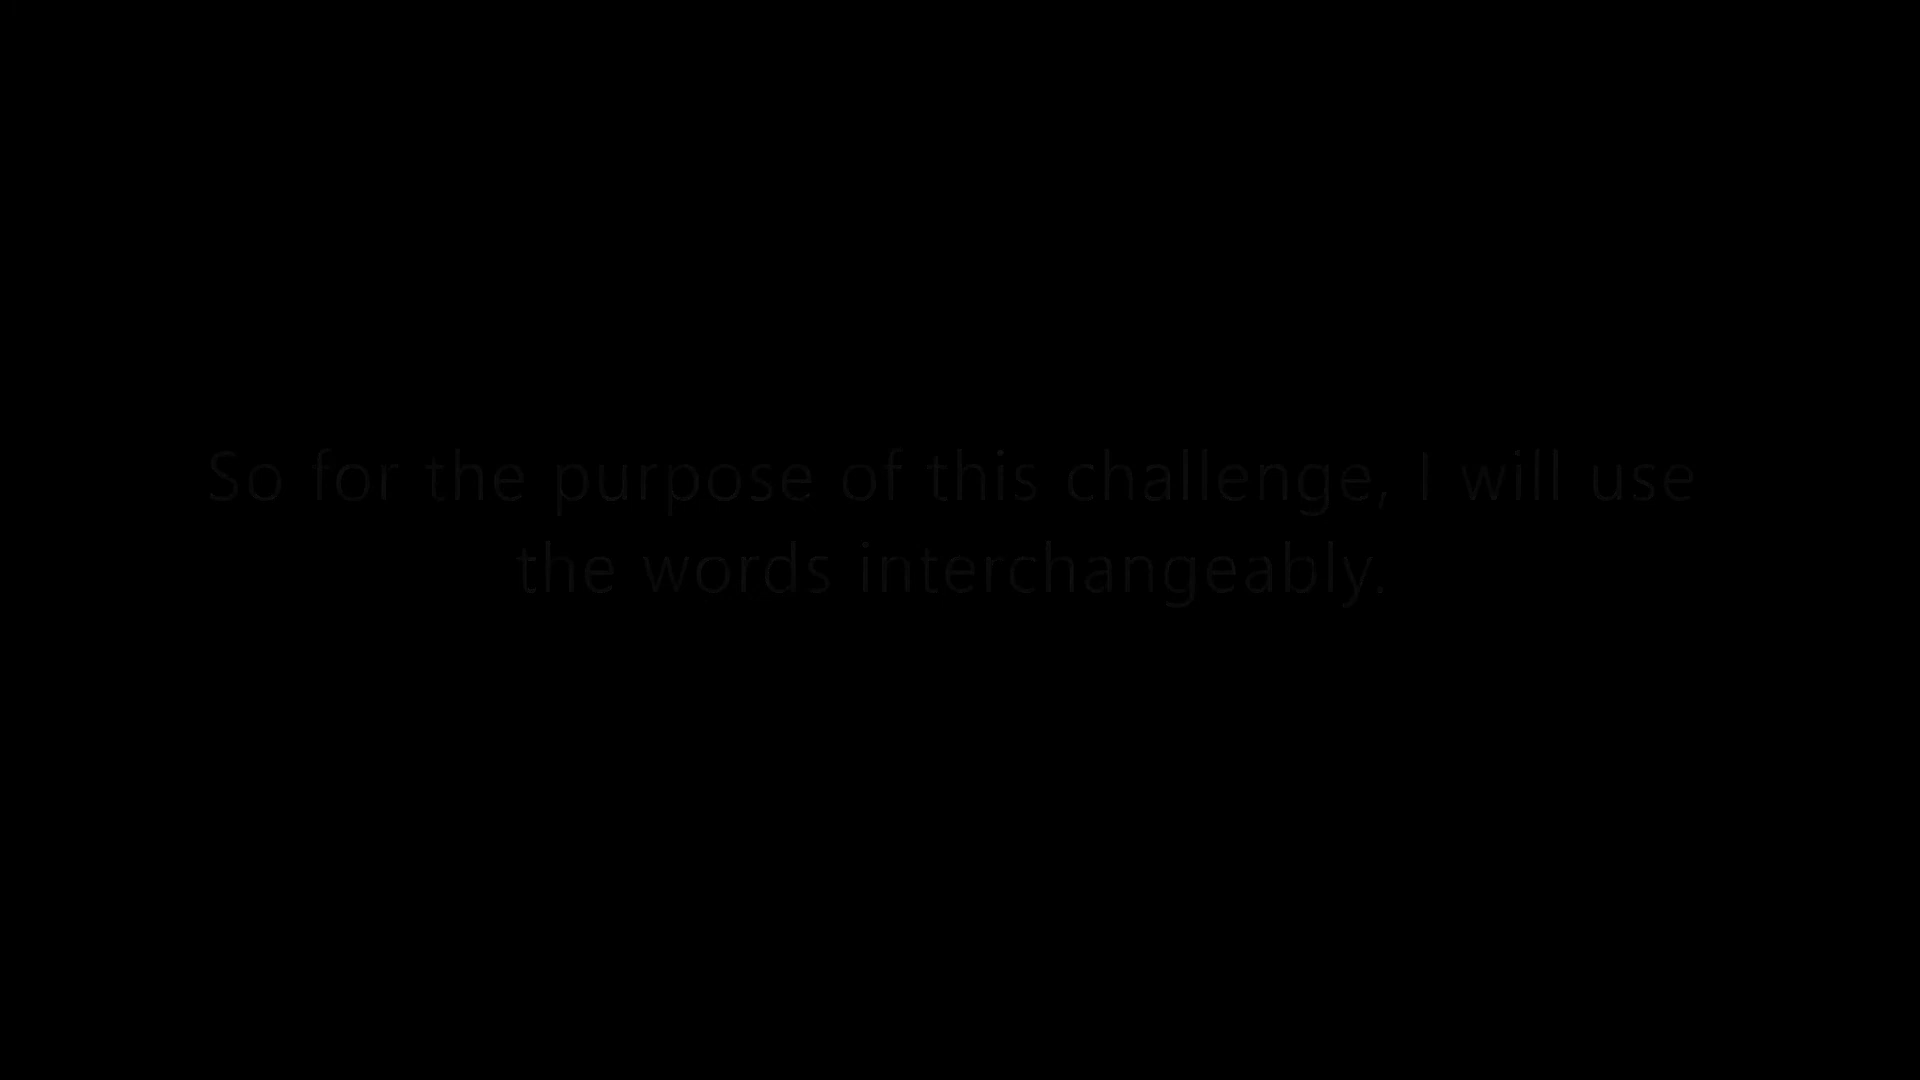 So for the purpose of this challenge, I will use
the words interchangeably.